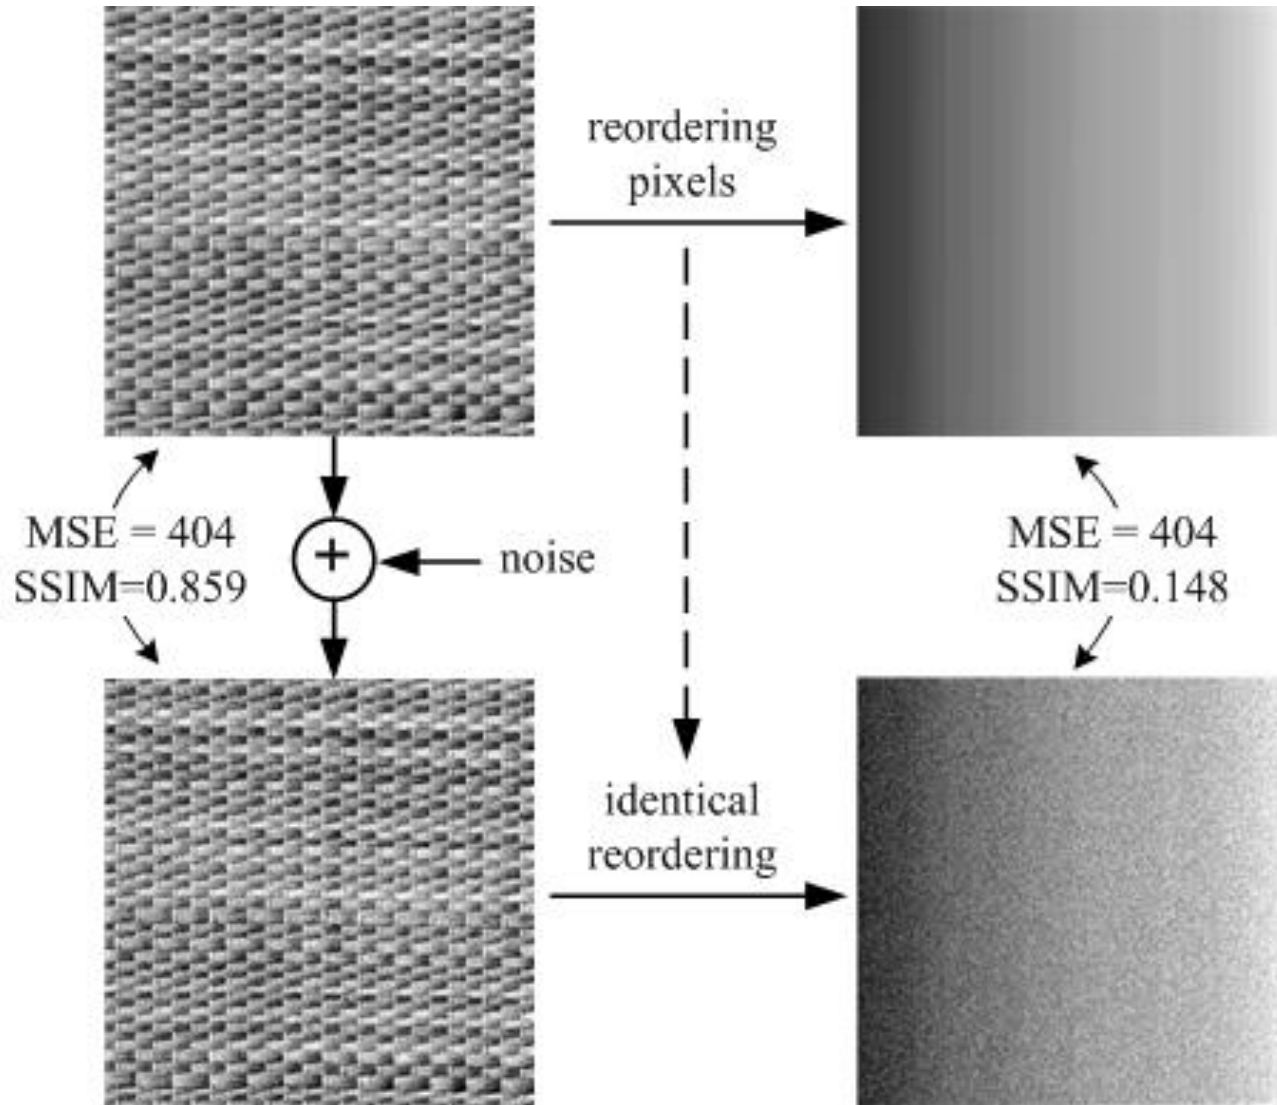 reordering
pixels
MSE = 404
SSIM=0.859
+
noise
MSE = 404
SSIM=0.148
identical
reordering